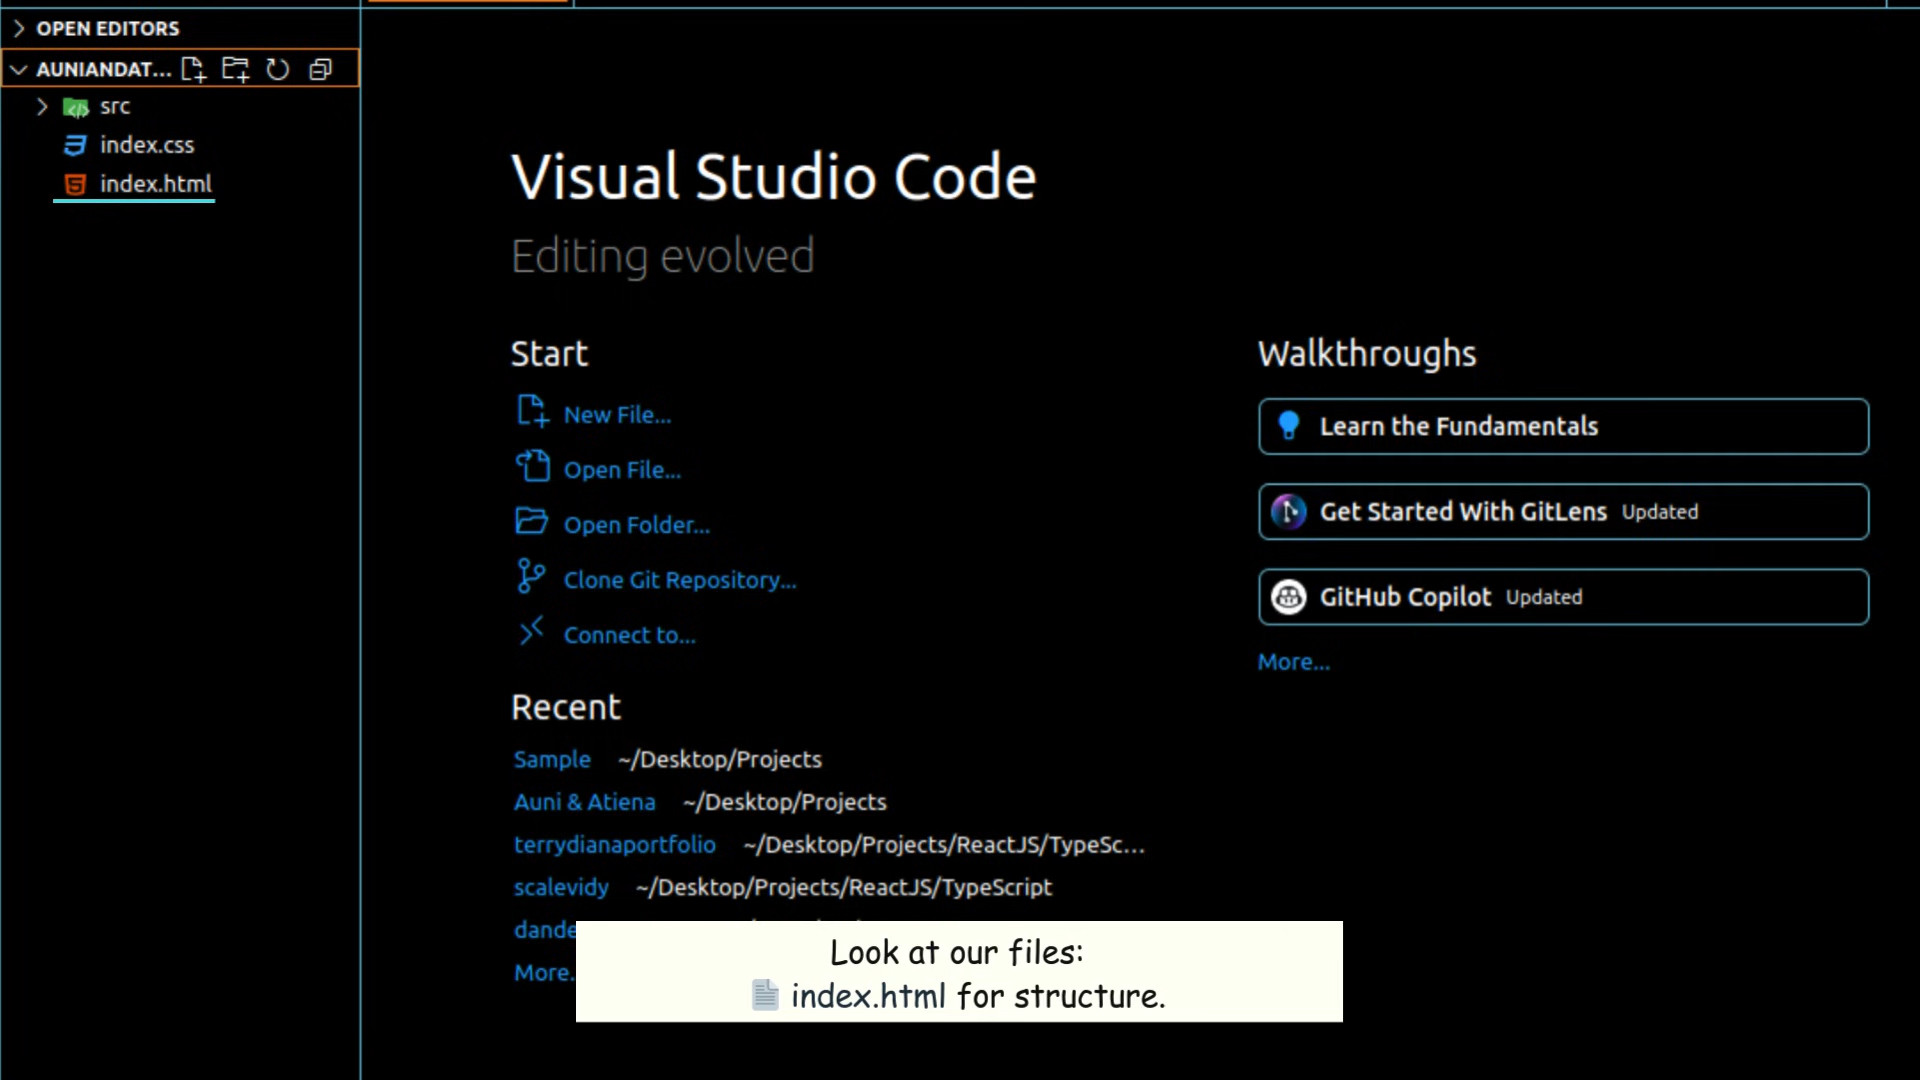 OPEN EDITORS
AUNIANDAT...
src
index.css
index.html
Visual Studio Code
Editing evolved
Start
New File...
Open File...
Open Folder...
Clone Git Repository...
Connect to...
Recent
Sample ~/Desktop/Projects
Auni & Atiena ~/Desktop/Projects
terrydianaportfolio ~/Desktop/Projects/ReactJS/TypeSc...
scalevidy ~/Desktop/Projects/ReactJS/TypeScript
dande
More.
Walkthroughs
Learn the Fundamentals
Get Started With GitLens Updated
GitHub Copilot Updated
More...
Look at our files:
index.html for structure.